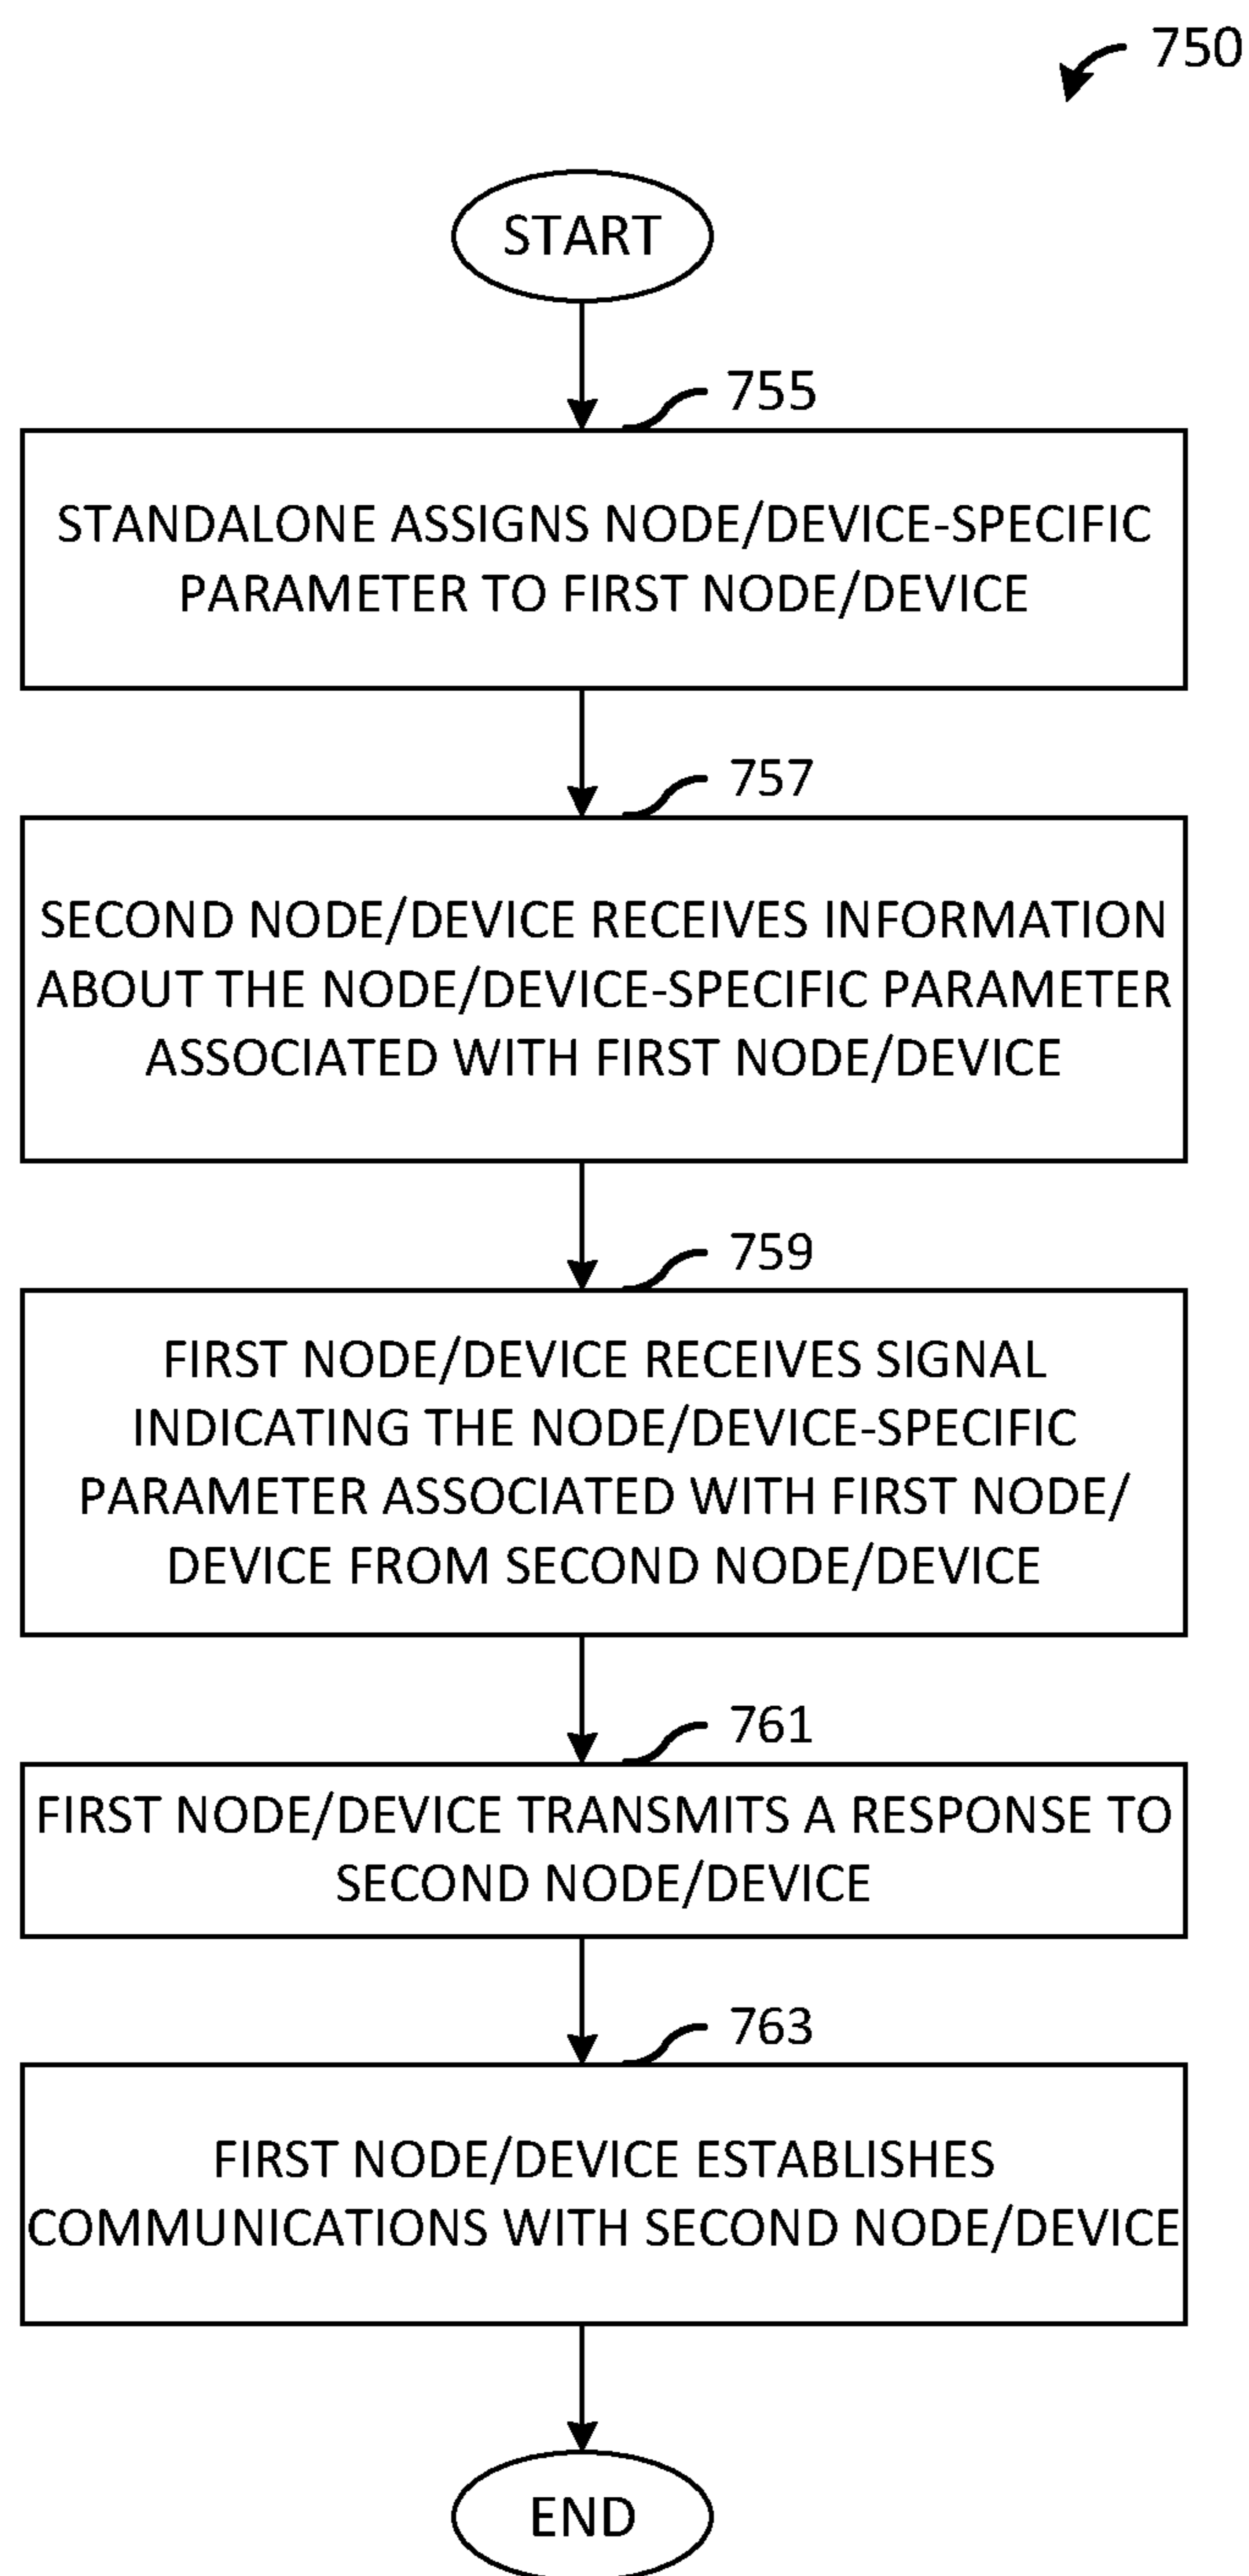 750
START
755
STANDALONE ASSIGNS NODE/DEVICE-SPECIFIC
PARAMETER TO FIRST NODE/DEVICE
757
SECOND NODE/DEVICE RECEIVES INFORMATION
ABOUT THE NODE/DEVICE-SPECIFIC PARAMETER
ASSOCIATED WITH FIRST NODE/DEVICE
759
FIRST NODE/DEVICE RECEIVES SIGNAL
INDICATING THE NODE/DEVICE-SPECIFIC
PARAMETER ASSOCIATED WITH FIRST NODE/
DEVICE FROM SECOND NODE/DEVICE
761
FIRST NODE/DEVICE TRANSMITS A RESPONSE TO
SECOND NODE/DEVICE
763
FIRST NODE/DEVICE ESTABLISHES
COMMUNICATIONS WITH SECOND NODE/DEVICE
END